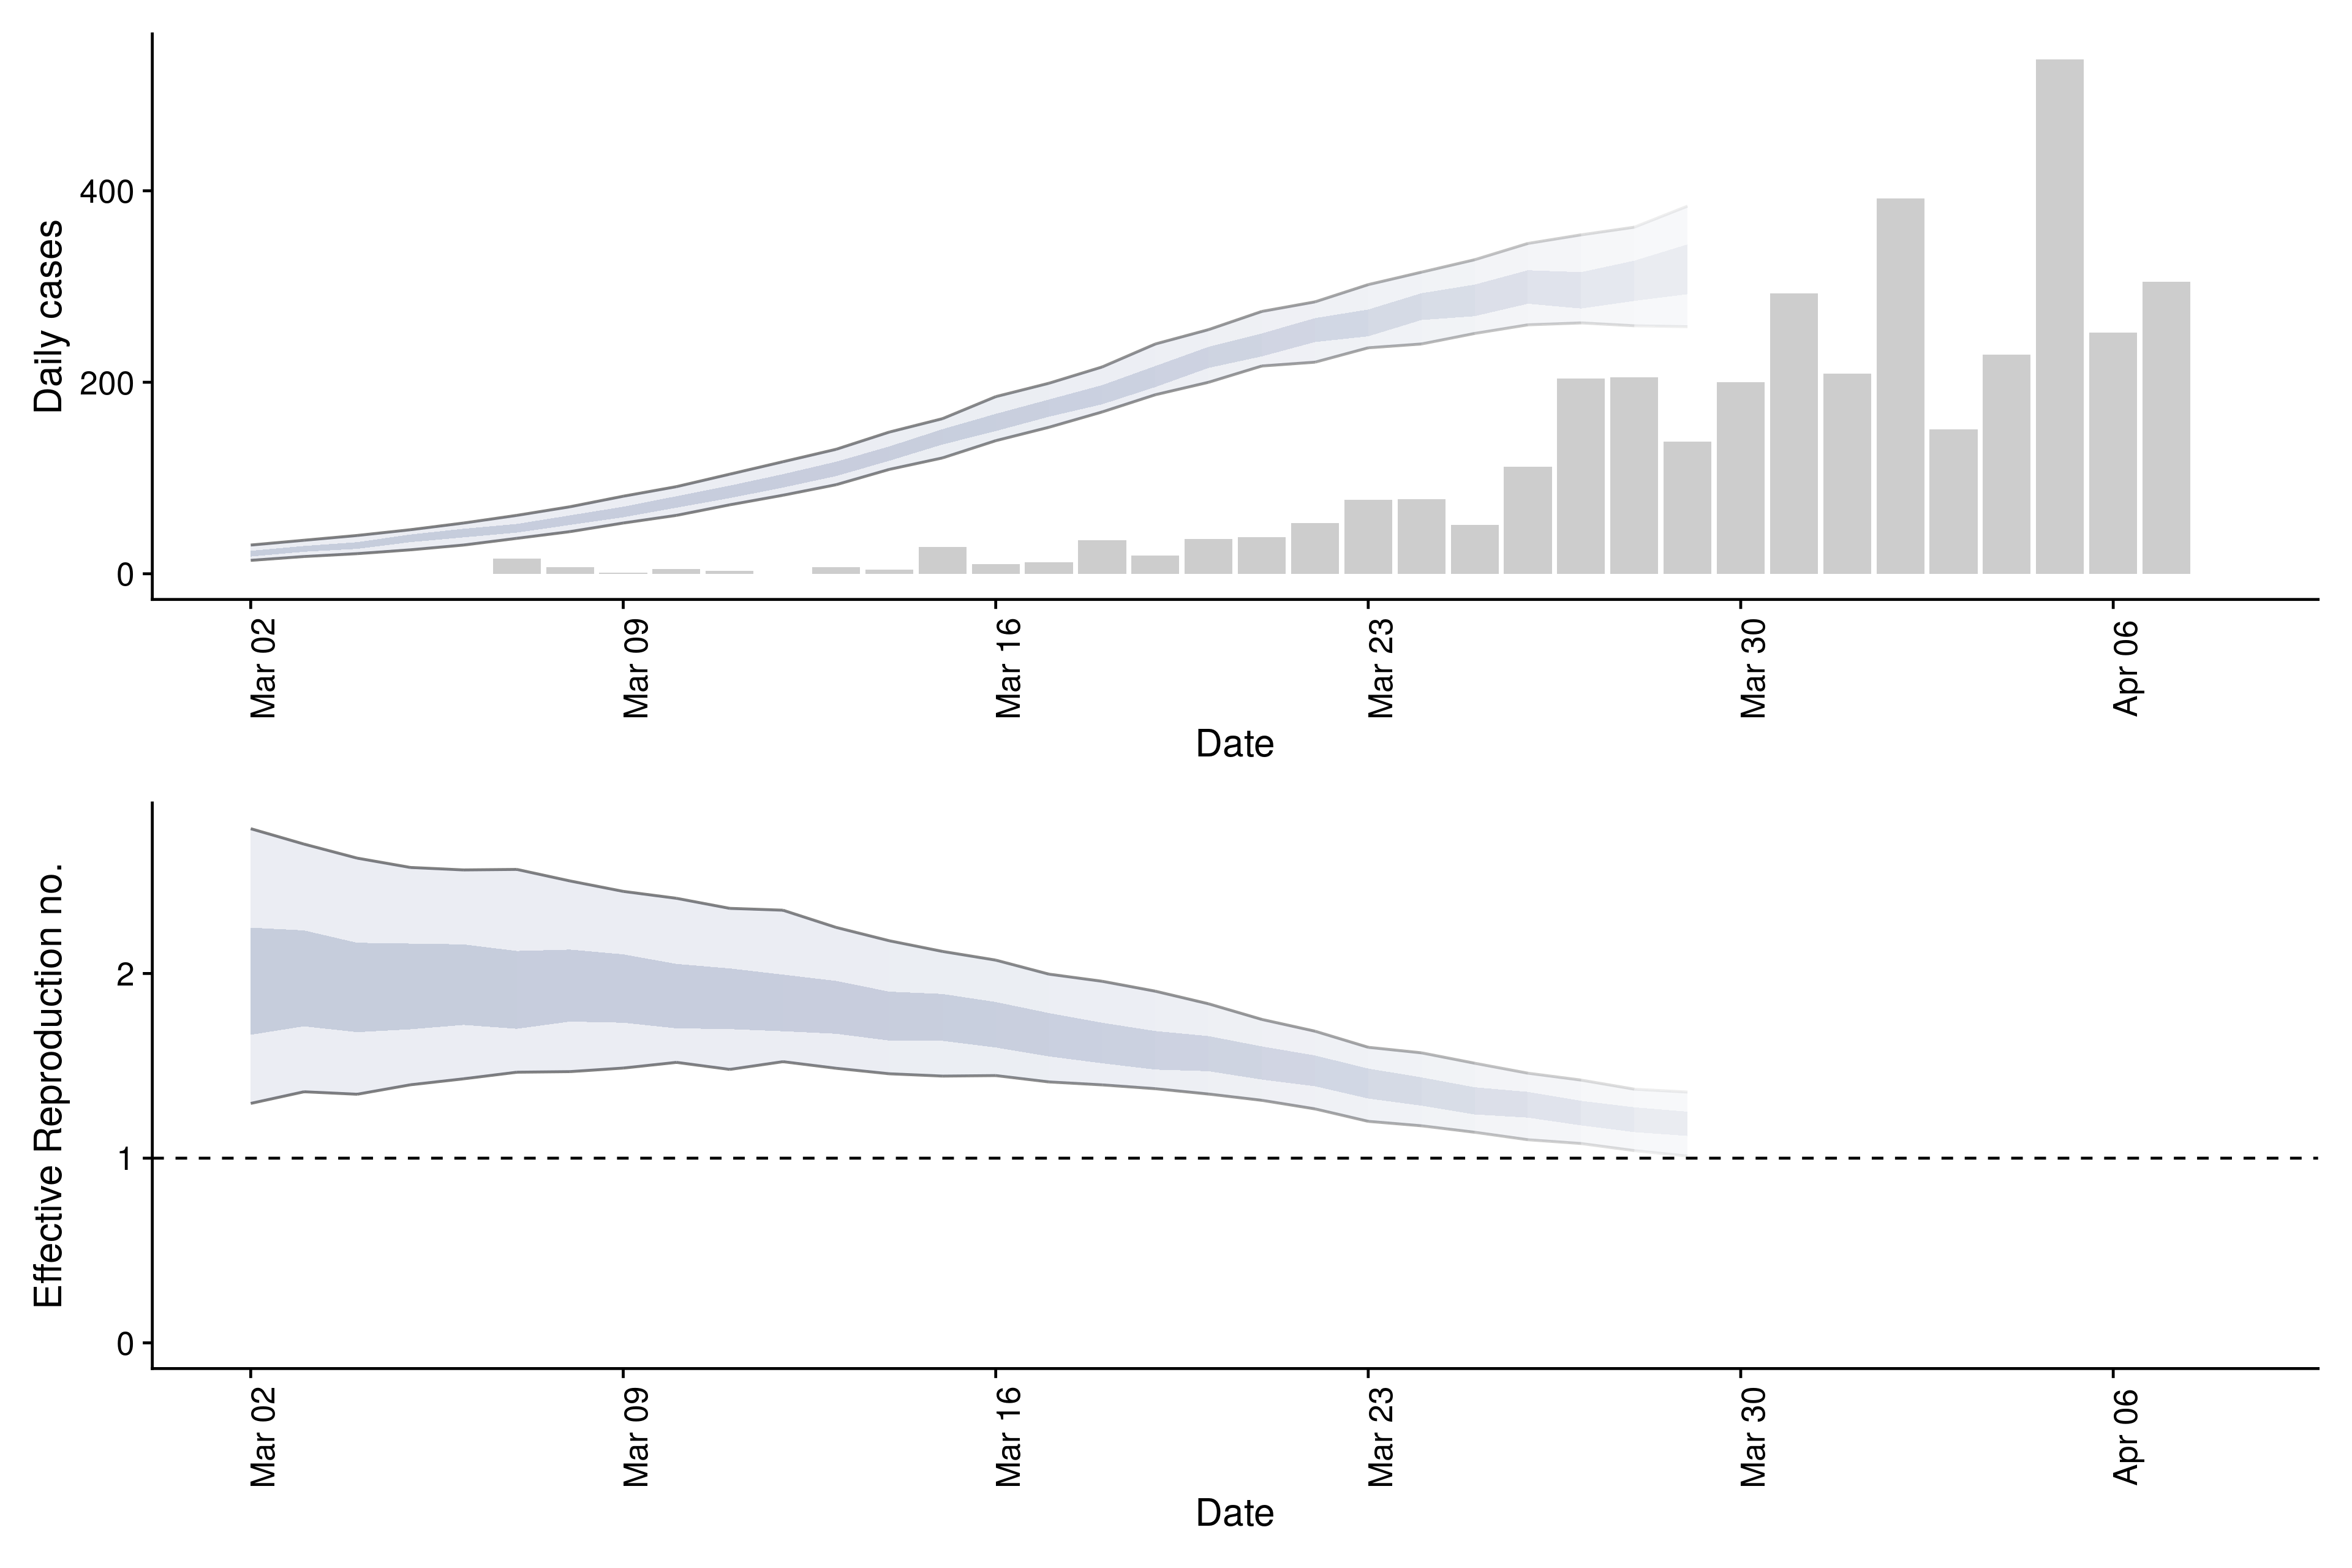 Daily cases
400
200
0
Mar 02
Mar 09
Mar 16
Mar 23
Mar 30
Apr 06
Date
Effective Reproduction no.
2
1
0
Mar 02
Mar 09
Mar 16
Mar 23
Mar 30
Apr 06
Date